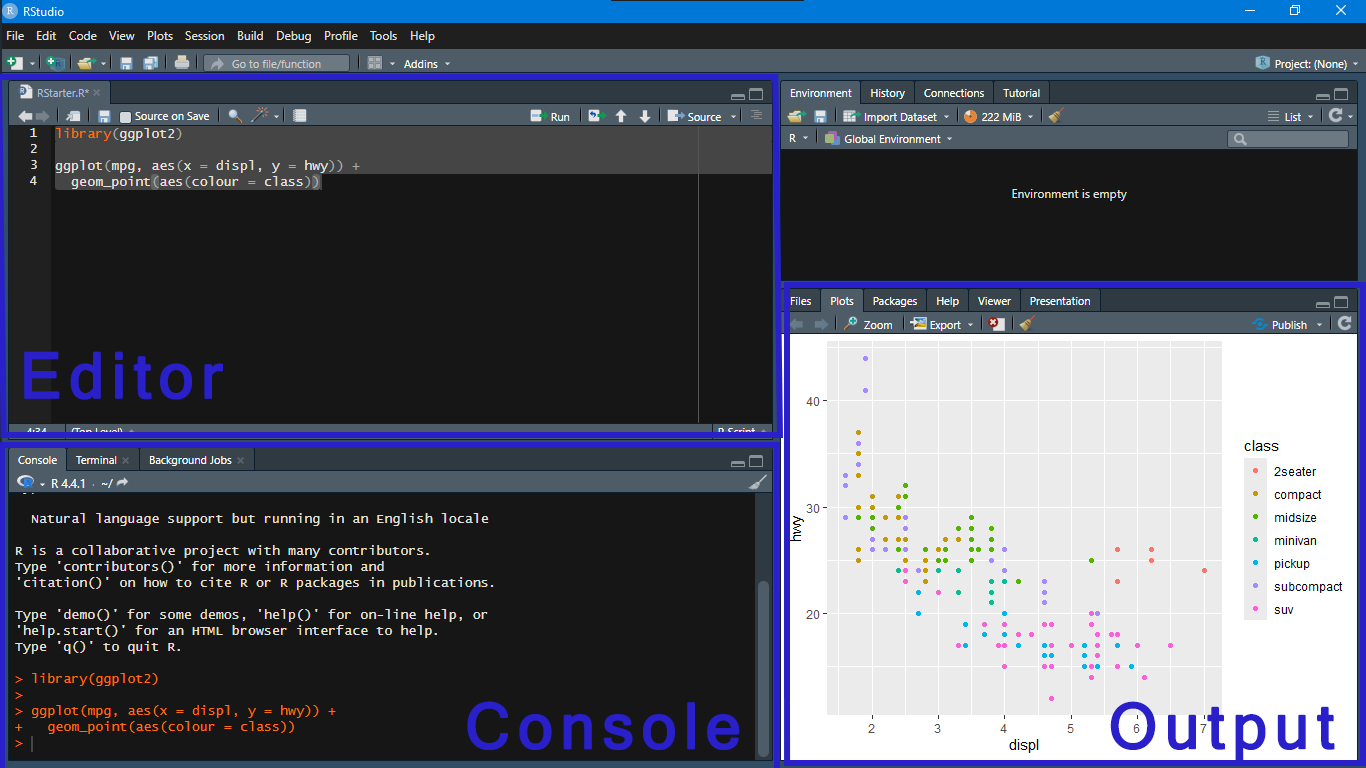 RStudio
File Edit Code View Plots Session Build Debug Profile Tools Help
Go to file/function Addins Project: (None)
RStarter.R*
Source on Save Run Source
1 library(ggplot2)
2
3 ggplot(mpg, aes(x = displ, y = hwy)) +
4 geom_point(aes(colour = class))
Editor
4:34 (Top Level) R Script
Console Terminal Background Jobs
R 4.4.1 · ~/
Natural language support but running in an English locale
R is a collaborative project with many contributors.
Type 'contributors()' for more information and
'citation()' on how to cite R or R packages in publications.
Type 'demo()' for some demos, 'help()' for on-line help, or
'help.start()' for an HTML browser interface to help.
Type 'q()' to quit R.
> library(ggplot2)
>
> ggplot(mpg, aes(x = displ, y = hwy)) +
+ geom_point(aes(colour = class))
>
Console
Environment History Connections Tutorial
Import Dataset 222 MiB List
R Global Environment
Environment is empty
Files Plots Packages Help Viewer Presentation
Zoom Export Publish
40
30
20
hwy
2 3 4 5 6 7
displ
class
2seater
compact
midsize
minivan
pickup
subcompact
suv
Output